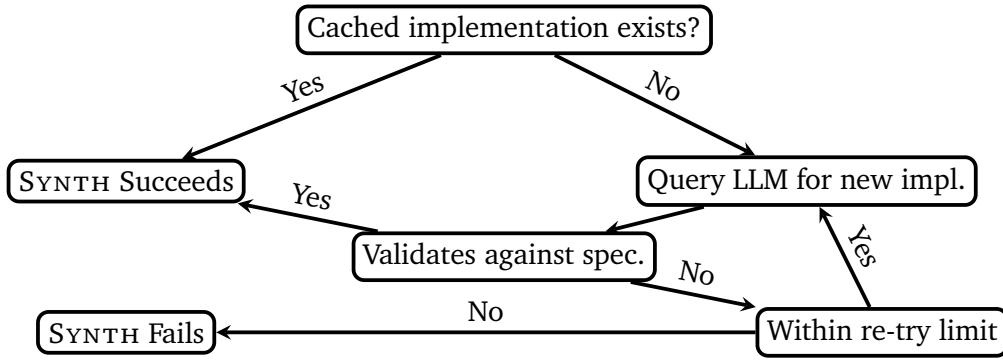 Cached implementation exists?
Yes
No
SYNTH Succeeds
Query LLM for new impl.
Yes
Validates against spec.
Yes
No
No
SYNTH Fails
Within re-try limit